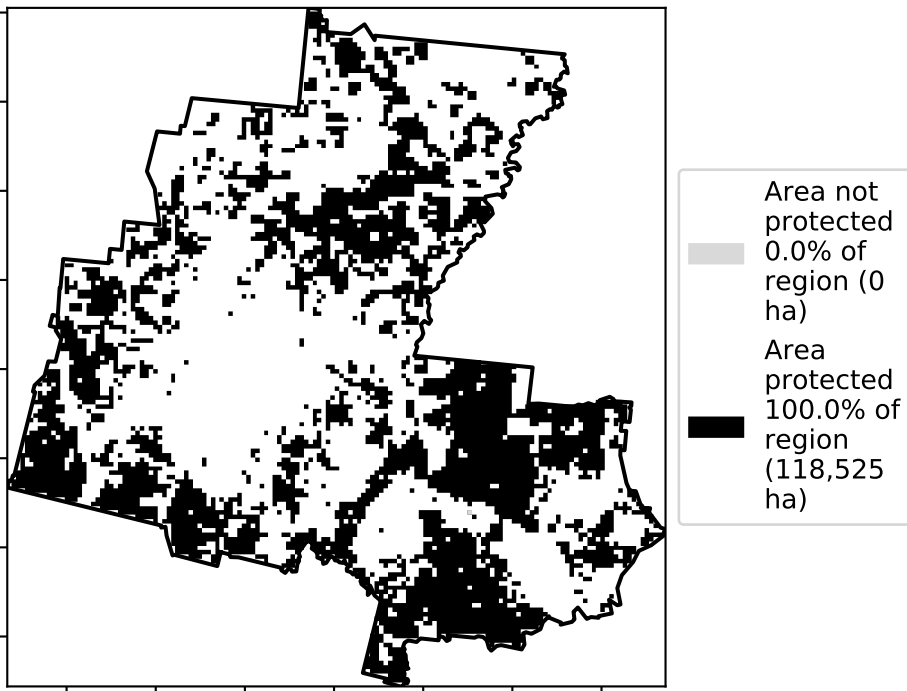 Area not
protected
0.0% of
region (0
ha)
Area
protected
100.0% of
region
(118,525
ha)